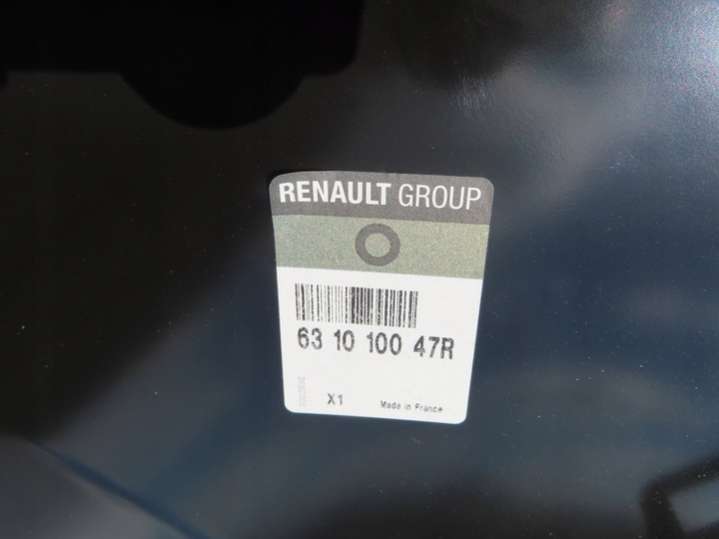 RENAULT GROUP
63 10 100 47R
X1
Made in France